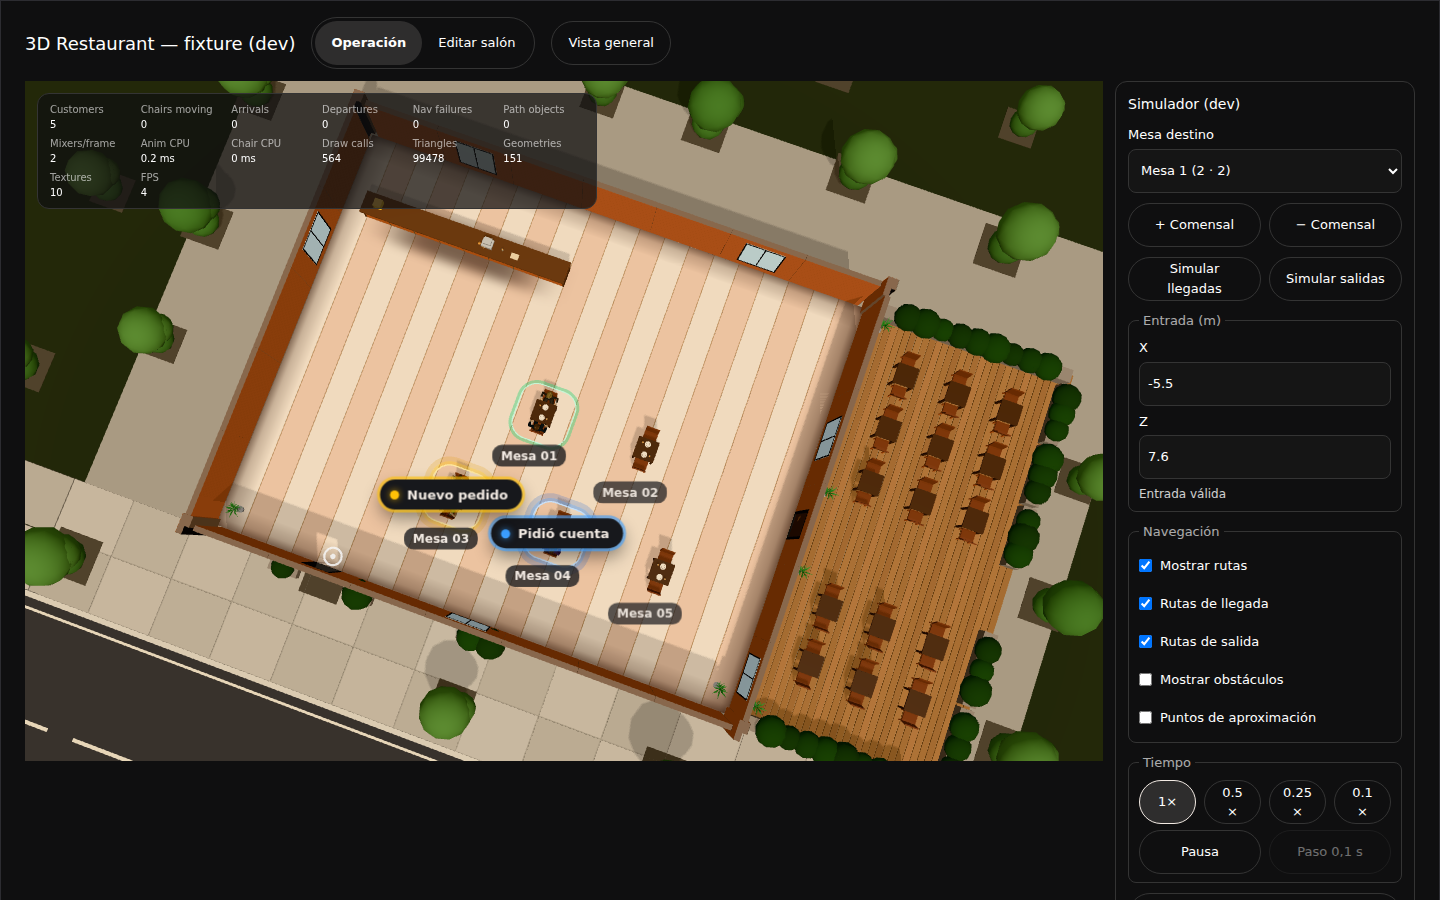 3D Restaurant — fixture (dev)
Operación
Editar salón
Vista general
Customers
5
Chairs moving
0
Arrivals
0
Departures
0
Nav failures
0
Path objects
0
Mixers/frame
2
Anim CPU
0.2 ms
Chair CPU
0 ms
Draw calls
564
Triangles
99478
Geometries
151
Textures
10
FPS
4
Mesa 01
Mesa 02
Nuevo pedido
Mesa 03
Pidió cuenta
Mesa 04
Mesa 05
Simulador (dev)
Mesa destino
Mesa 1 (2 · 2)
+ Comensal
− Comensal
Simular
llegadas
Simular salidas
Entrada (m)
X
-5.5
Z
7.6
Entrada válida
Navegación
Mostrar rutas
Rutas de llegada
Rutas de salida
Mostrar obstáculos
Puntos de aproximación
Tiempo
1×
0.5
×
0.25
×
0.1
×
Pausa
Paso 0,1 s